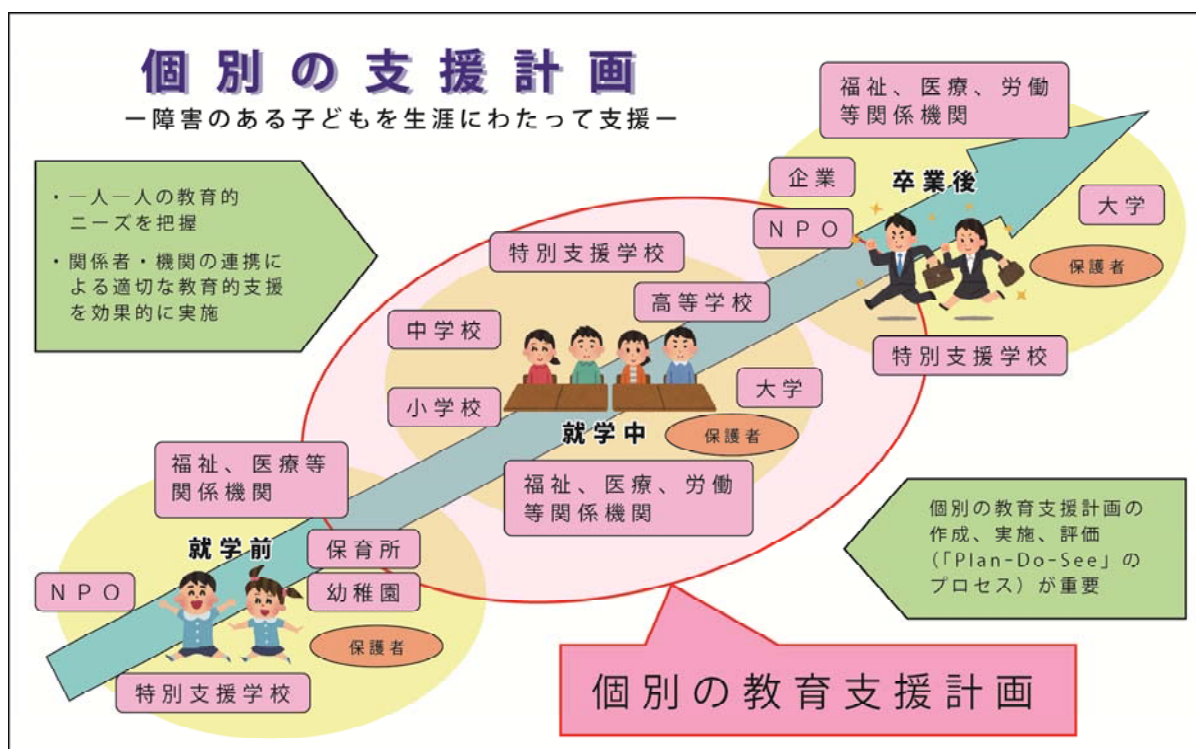 個別の支援計画
ー障害のある子どもを生涯にわたって支援ー
・一人一人の教育的
ニーズを把握
・関係者・機関の連携に
よる適切な教育的支援
を効果的に実施
福祉、医療、労働
等関係機関
企業
卒業後
NPO
大学
保護者
特別支援学校
特別支援学校
高等学校
中学校
小学校
大学
就学中
保護者
福祉、医療、労働
等関係機関
福祉、医療等
関係機関
就学前
保育所
NPO
幼稚園
保護者
特別支援学校
個別の教育支援計画の
作成、実施、評価
(「Plan-Do-See」の
プロセス)が重要
個別の教育支援計画